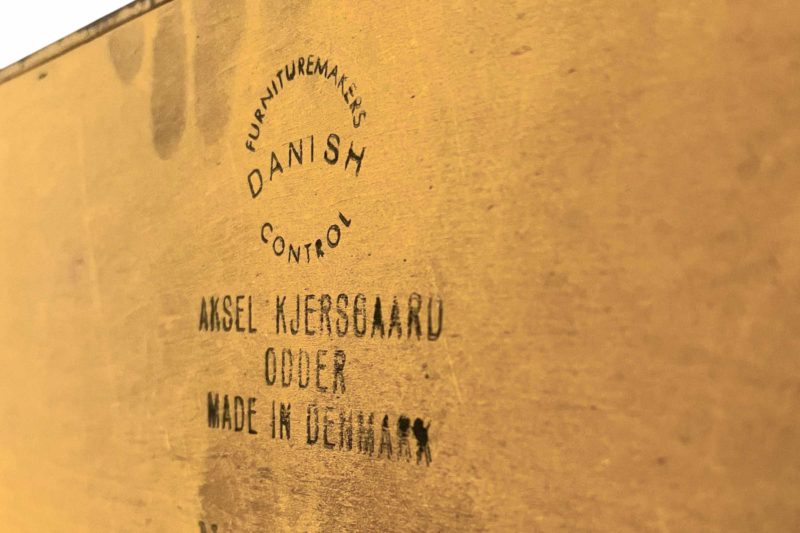 FURNITUREMAKERS
DANISH
CONTROL
AKSEL KJERSGAARD
ODDER
MADE IN DENMARK